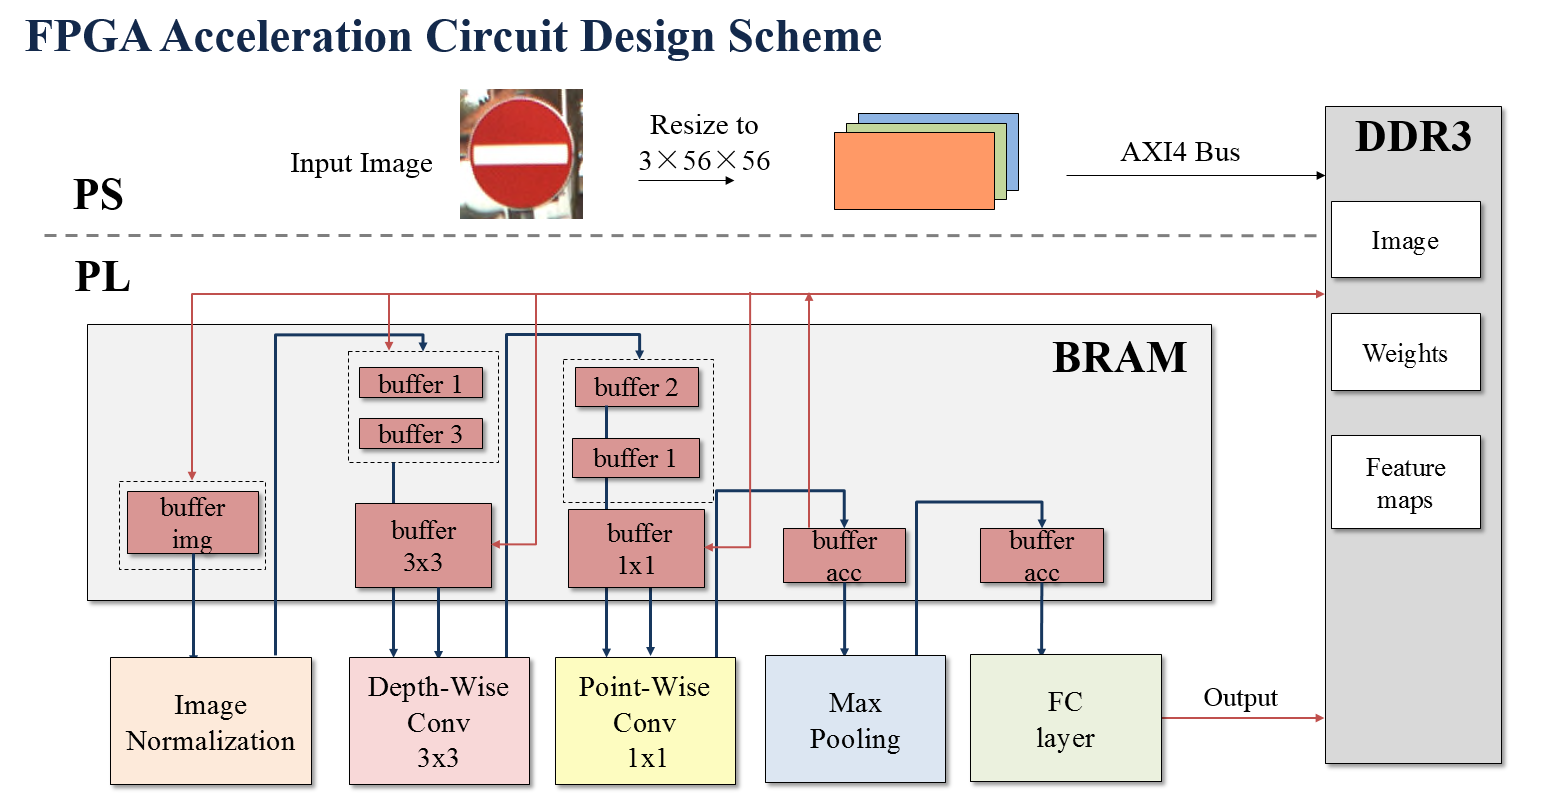 FPGA Acceleration Circuit Design Scheme
Input Image
Resize to
3×56×56
AXI4 Bus
DDR3
PS
Image
PL
Weights
Feature
maps
BRAM
buffer 1
buffer 3
buffer 2
buffer 1
buffer
img
buffer
3x3
buffer
1x1
buffer
acc
buffer
acc
Image
Normalization
Depth-Wise
Conv
3x3
Point-Wise
Conv
1x1
Max
Pooling
FC
layer
Output